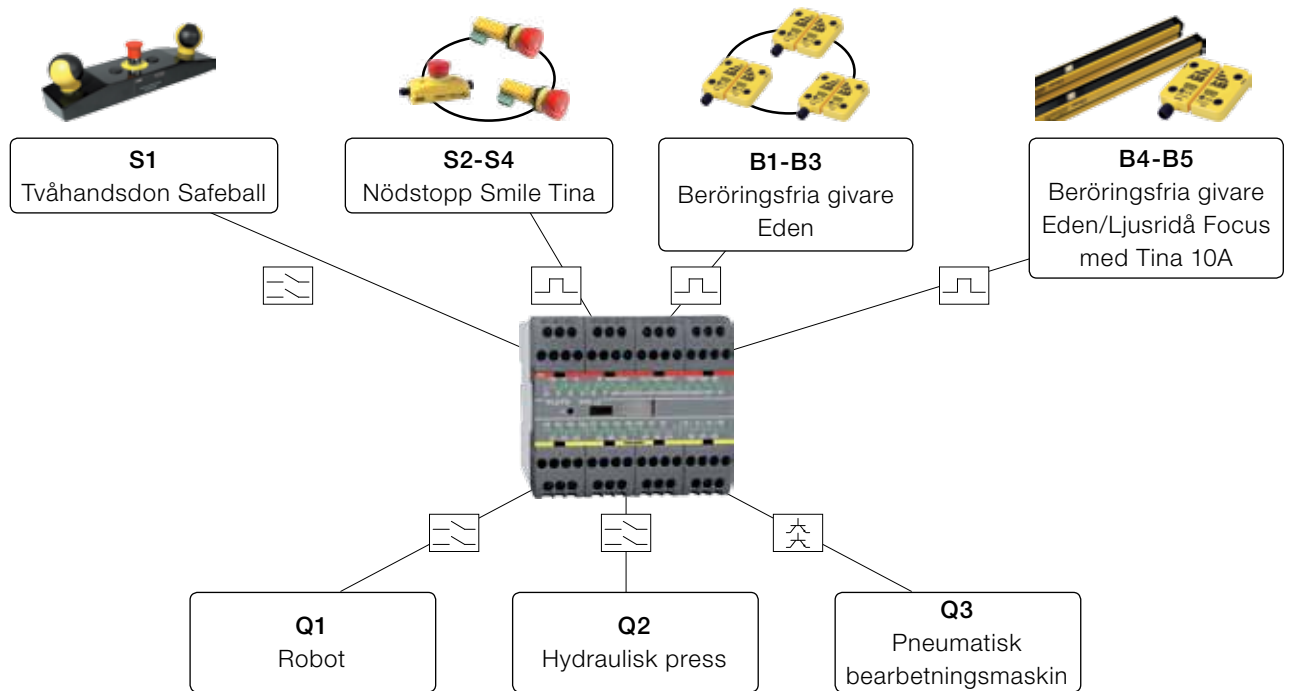 S1
Tvåhandsdon Safeball
S2-S4
Nödstopp Smile Tina
B1-B3
Beröringsfria givare
Eden
B4-B5
Beröringsfria givare
Eden/Ljusridå Focus
med Tina 10A
Q1
Robot
Q2
Hydraulisk press
Q3
Pneumatisk
bearbetningsmaskin